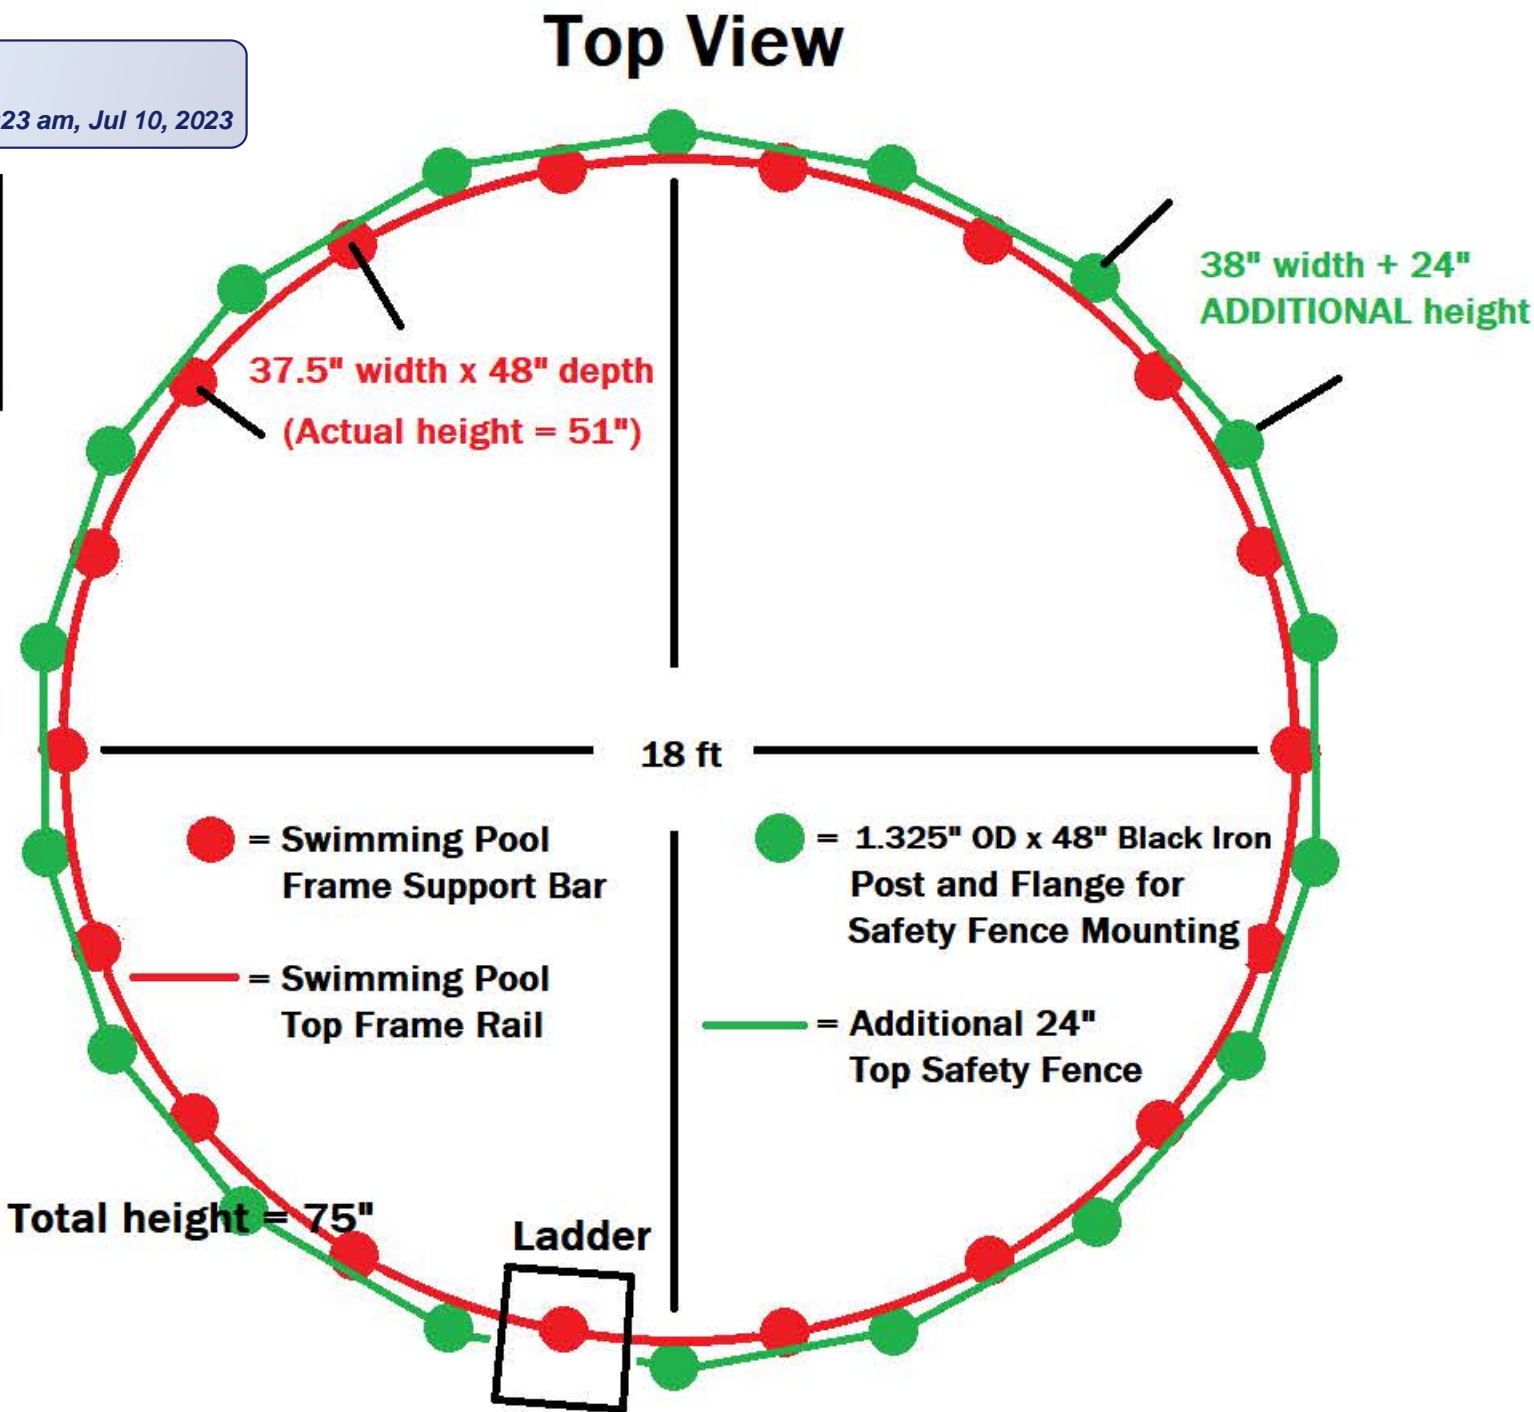 Top View
23 am, Jul 10, 2023
38" width + 24"
ADDITIONAL height
37.5" width x 48" depth
(Actual height = 51")
18 ft
= Swimming Pool
Frame Support Bar
= 1.325" OD x 48" Black Iron
Post and Flange for
Safety Fence Mounting
= Swimming Pool
Top Frame Rail
= Additional 24"
Top Safety Fence
Total height = 75"
Ladder